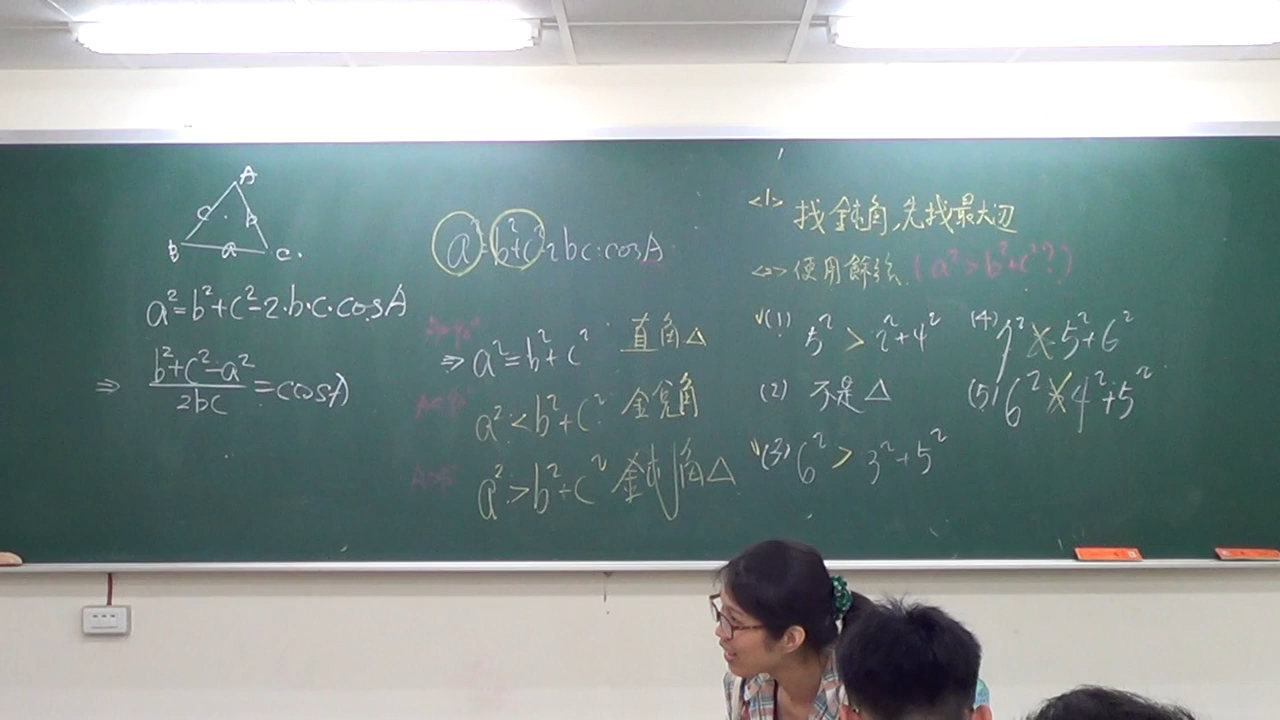 A
c b
B a C
a²=b²+c²-2·b·c·cosA
⇒ (b²+c²-a²)/2bc =cosA
a²=b²+c²-2bc·cosA
A=90°
⇒ a²=b²+c² 直角△
A<90°
a²<b²+c² 銳角
a²>b²+c² 鈍角△
<1> 找鈍角,先找最大边
<2> 使用餘弦 (a²>b²+c²?)
✓(1) 5² > 2²+4²
(2) 不是△
✓(3) 6² > 3²+5²
(4) 7² × 5²+6²
(5) 6² × 4²+5²